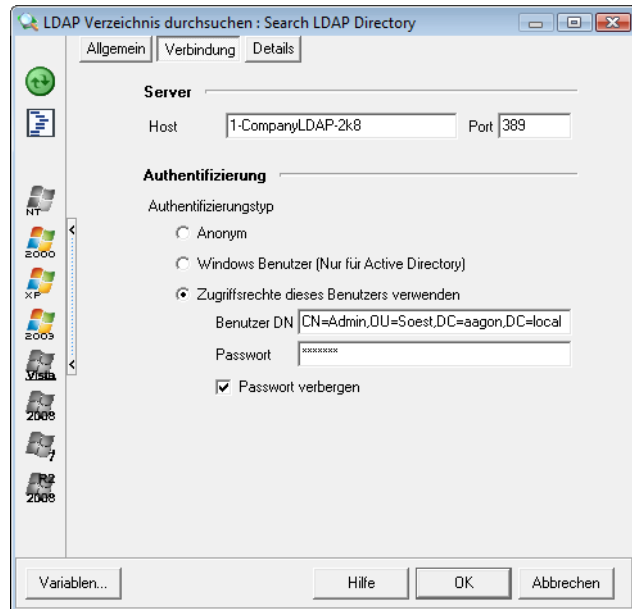 LDAP Verzeichnis durchsuchen : Search LDAP Directory
Allgemein Verbindung Details
Server
Host 1-CompanyLDAP-2k8 Port 389
Authentifizierung
Authentifizierungstyp
Anonym
Windows Benutzer (Nur für Active Directory)
Zugriffsrechte dieses Benutzers verwenden
Benutzer DN CN=Admin,OU=Soest,DC=aagon,DC=local
Passwort *******
Passwort verbergen
NT
2000
XP
2003
Vista
2008
7
R2
2008
Variablen... Hilfe OK Abbrechen